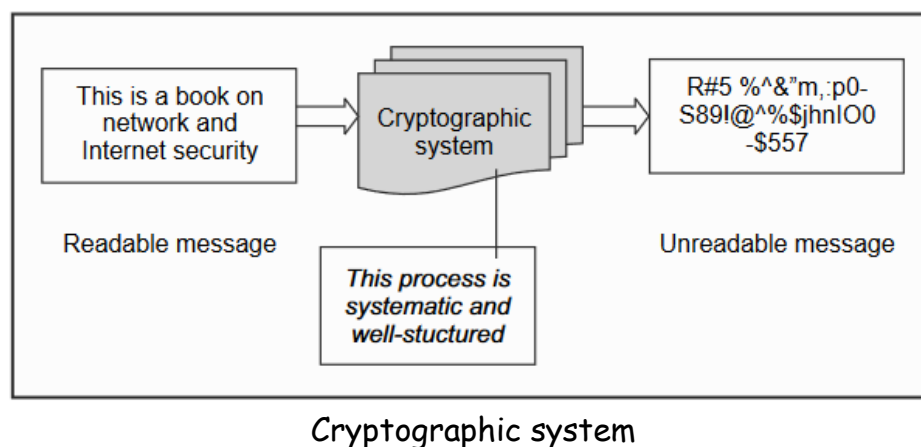 This is a book on
network and
Internet security
Cryptographic
system
R#5 %^&”m,:p0-
S89!@^%$jhnIO0
-$557
Readable message
Unreadable message
This process is
systematic and
well-stuctured
Cryptographic system